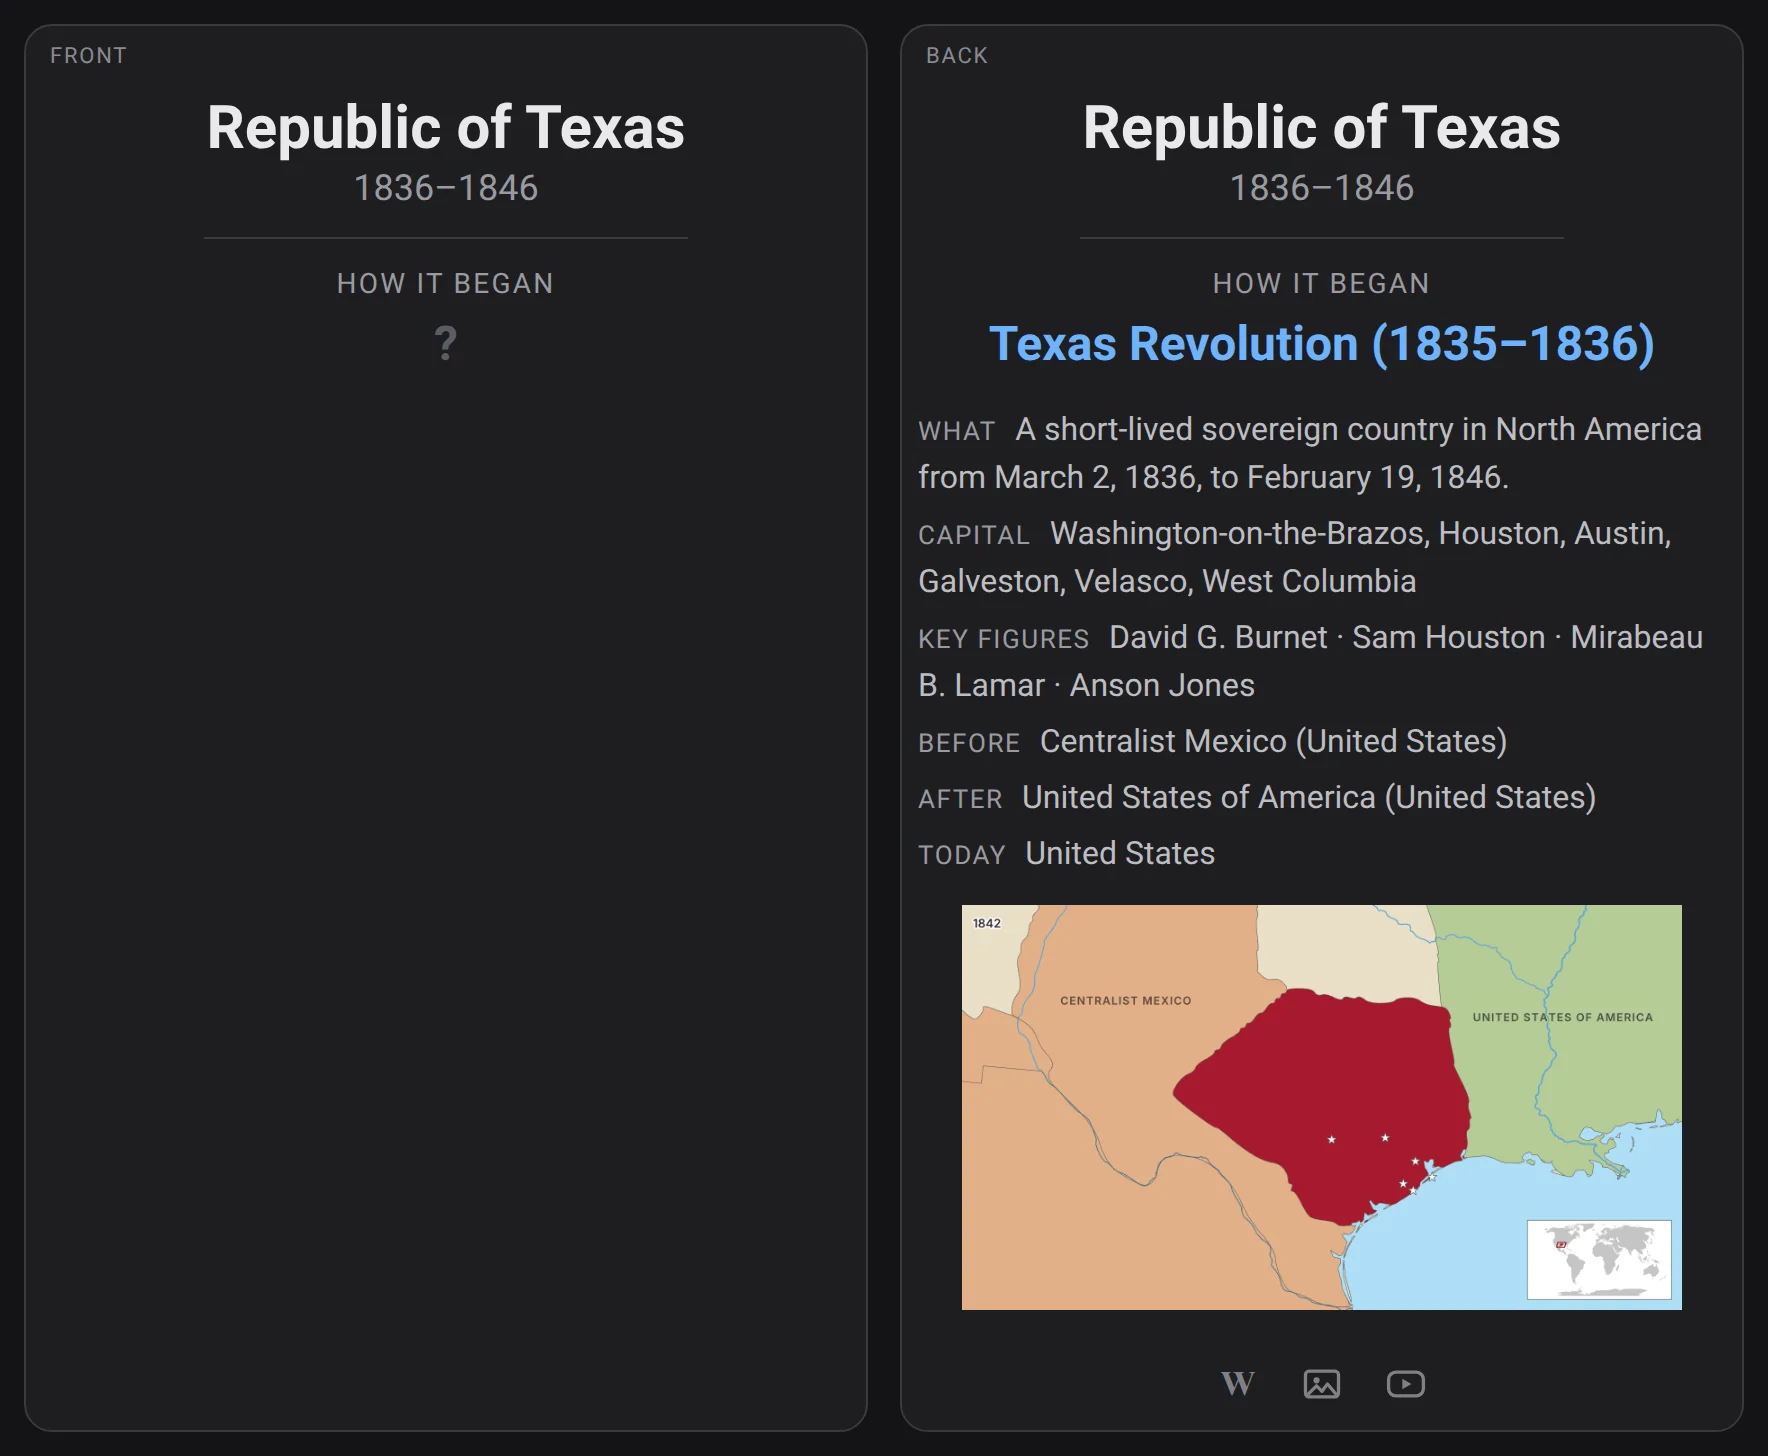 FRONT
Republic of Texas
1836–1846
HOW IT BEGAN
?
BACK
Republic of Texas
1836–1846
HOW IT BEGAN
Texas Revolution (1835–1836)
WHAT A short-lived sovereign country in North America
from March 2, 1836, to February 19, 1846.
CAPITAL Washington-on-the-Brazos, Houston, Austin,
Galveston, Velasco, West Columbia
KEY FIGURES David G. Burnet · Sam Houston · Mirabeau
B. Lamar · Anson Jones
BEFORE Centralist Mexico (United States)
AFTER United States of America (United States)
TODAY United States
1842
CENTRALIST MEXICO
UNITED STATES OF AMERICA
W